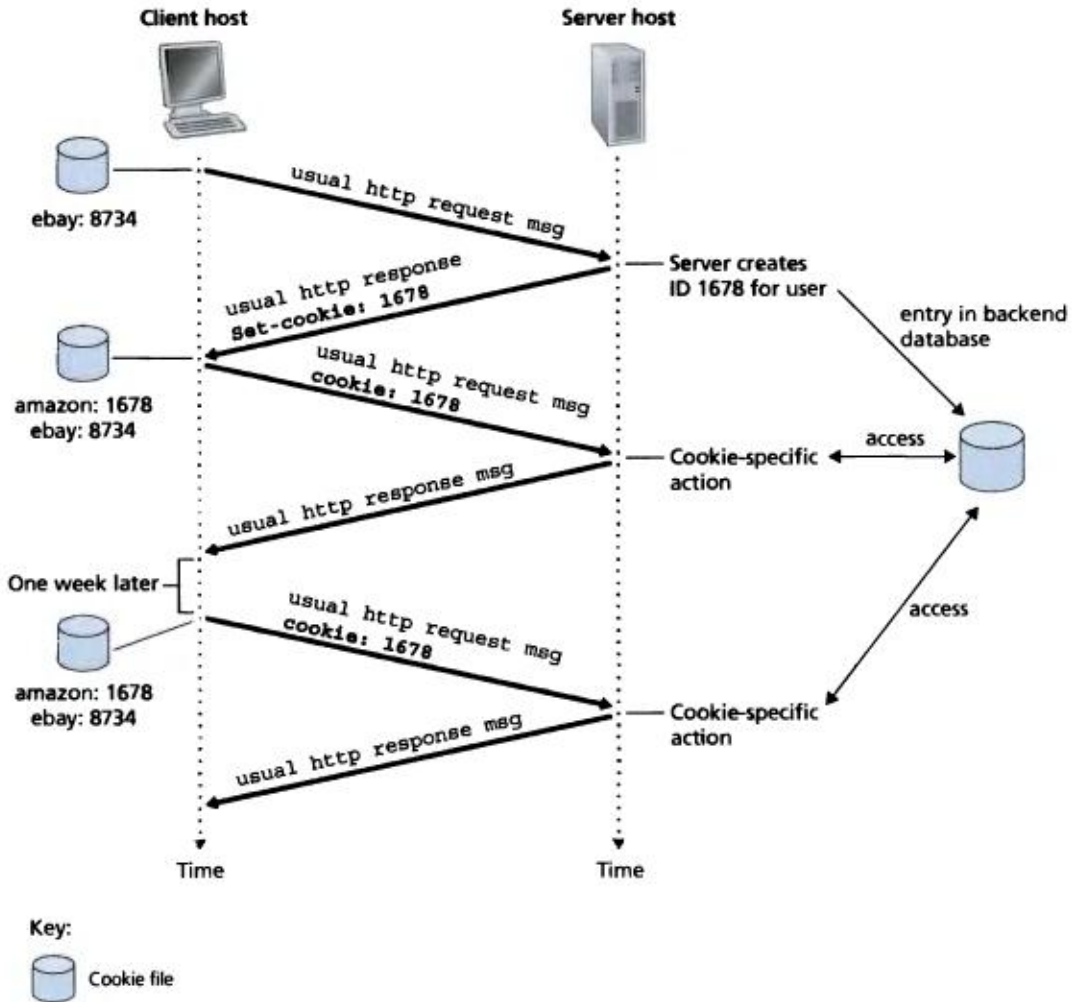 Client host
Server host
ebay: 8734
usual http request msg
Server creates
ID 1678 for user
entry in backend
database
usual http response
Set-cookie: 1678
amazon: 1678
ebay: 8734
usual http request msg
cookie: 1678
Cookie-specific
action
access
usual http response msg
One week later
access
usual http request msg
cookie: 1678
amazon: 1678
ebay: 8734
Cookie-specific
action
usual http response msg
Time
Time
Key:
Cookie file